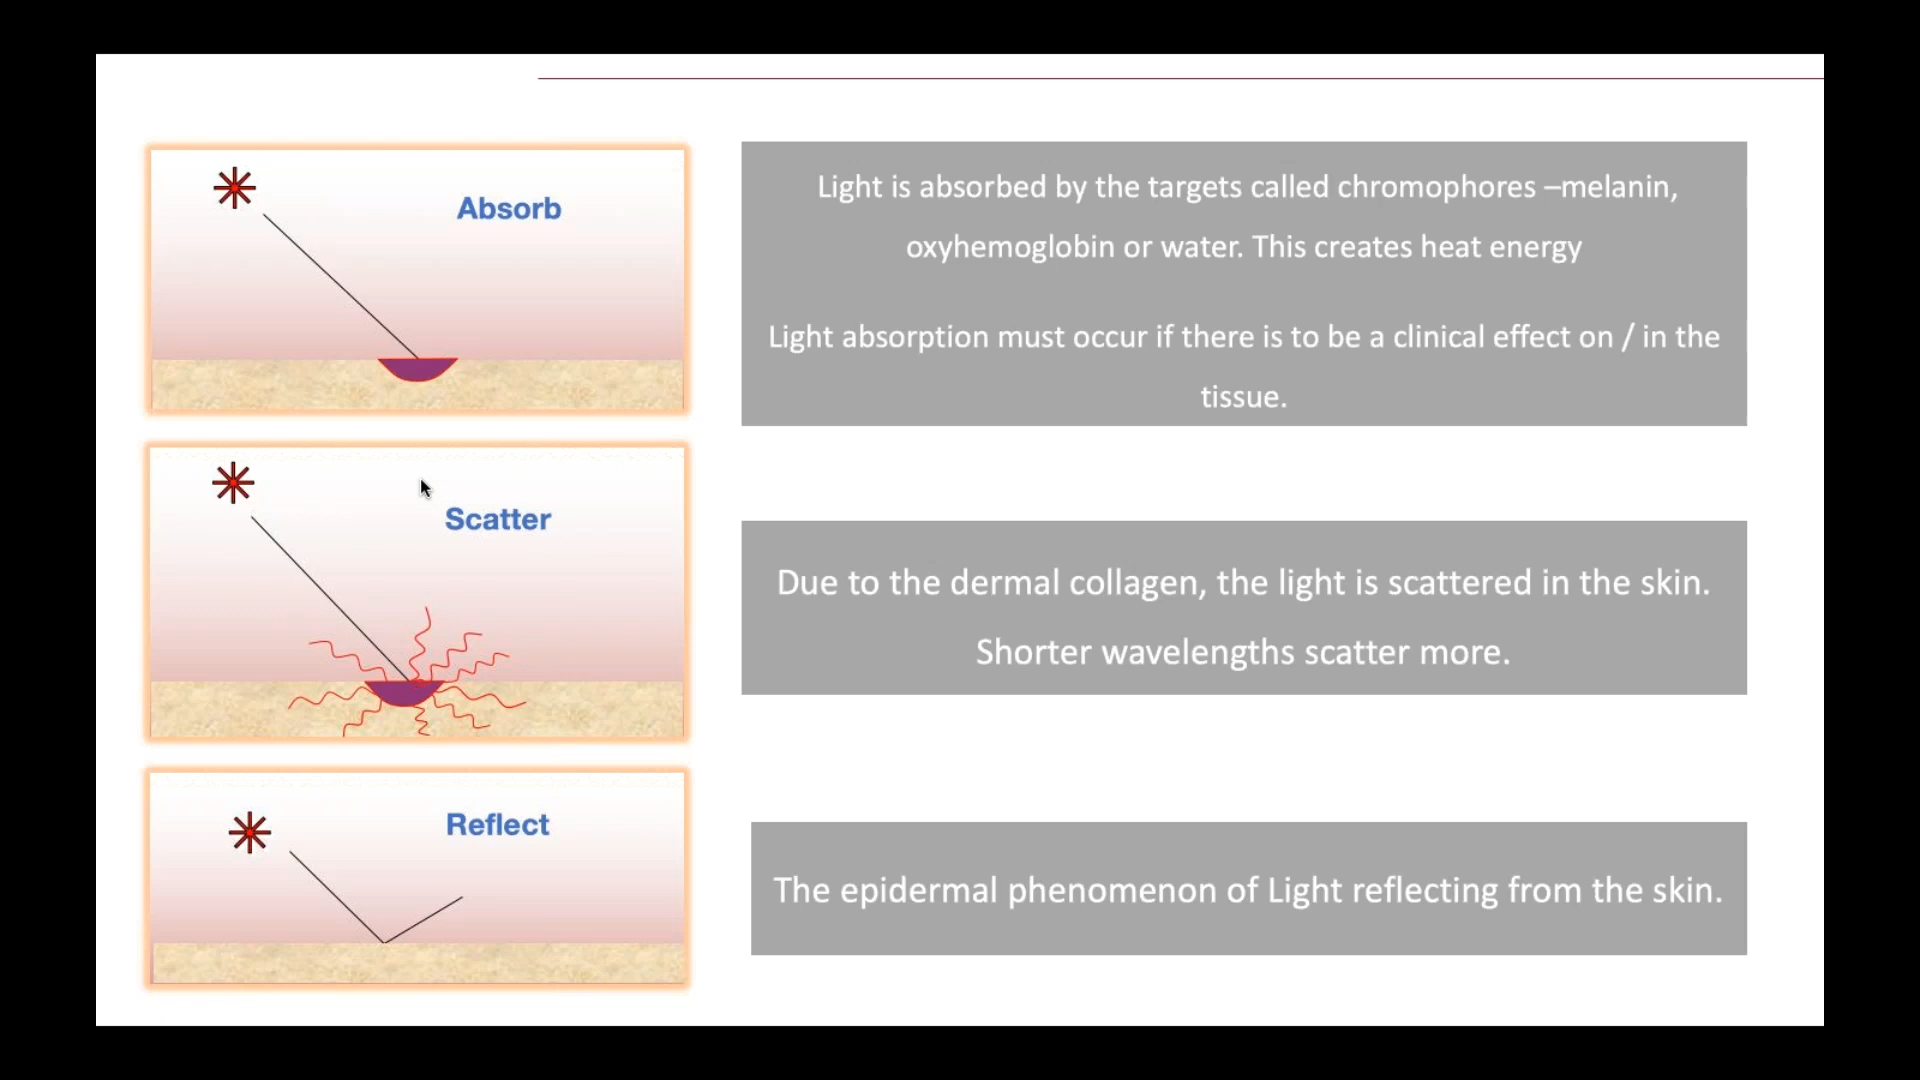 Absorb
Light is absorbed by the targets called chromophores –melanin,
oxyhemoglobin or water. This creates heat energy
Light absorption must occur if there is to be a clinical effect on / in the
tissue.
Scatter
Due to the dermal collagen, the light is scattered in the skin.
Shorter wavelengths scatter more.
Reflect
The epidermal phenomenon of Light reflecting from the skin.